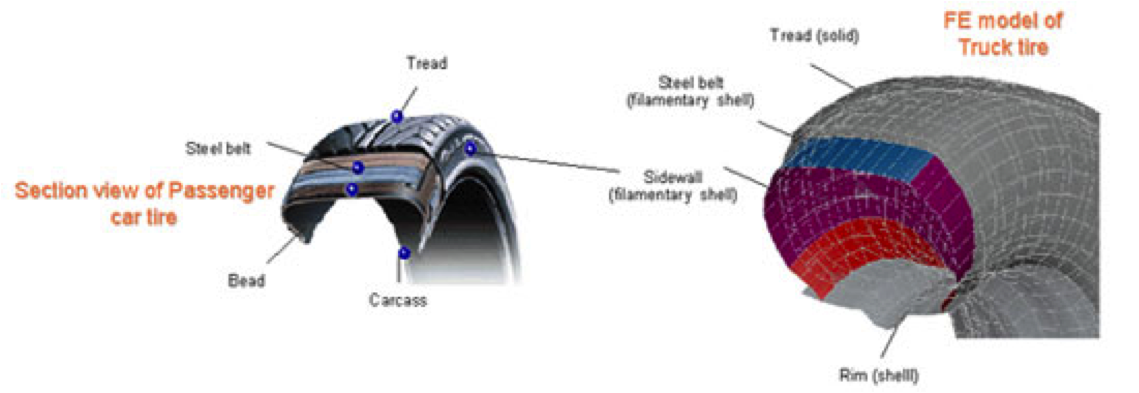 FE model of
Truck tire
Tread (solid)
Tread
Steel belt
(filamentary shell)
Steel belt
Section view of Passenger
car tire
Sidewall
(filamentary shell)
Bead
Carcass
Rim (shelll)